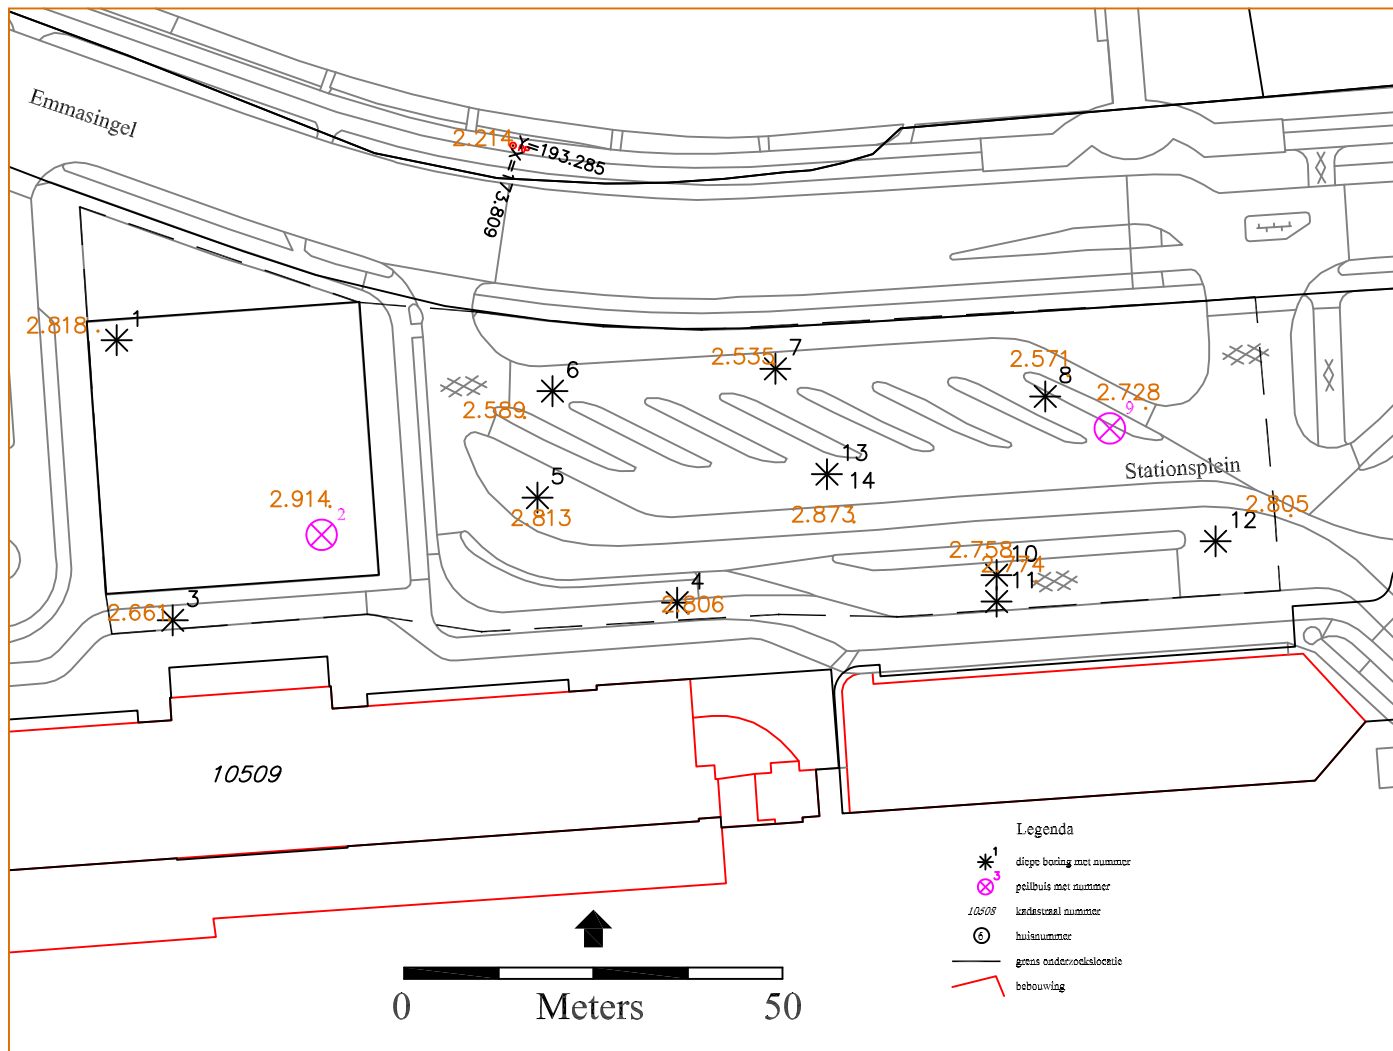 Emmasingel
2.214
Y=193.285
X=173.809
2.818
1
6
2.535
7
2.571
8
2.728
9
2.589
13
14
Stationsplein
2.914
2
5
2.813
2.873
2.805
12
2.758
10
2.774
11
2.661
3
4
2.806
10509
Legenda
1 diepe boring met nummer
3 peilbuis met nummer
10508 kadastraal nummer
6 huisnummer
grens onderzoekslocatie
bebouwing
0 Meters 50